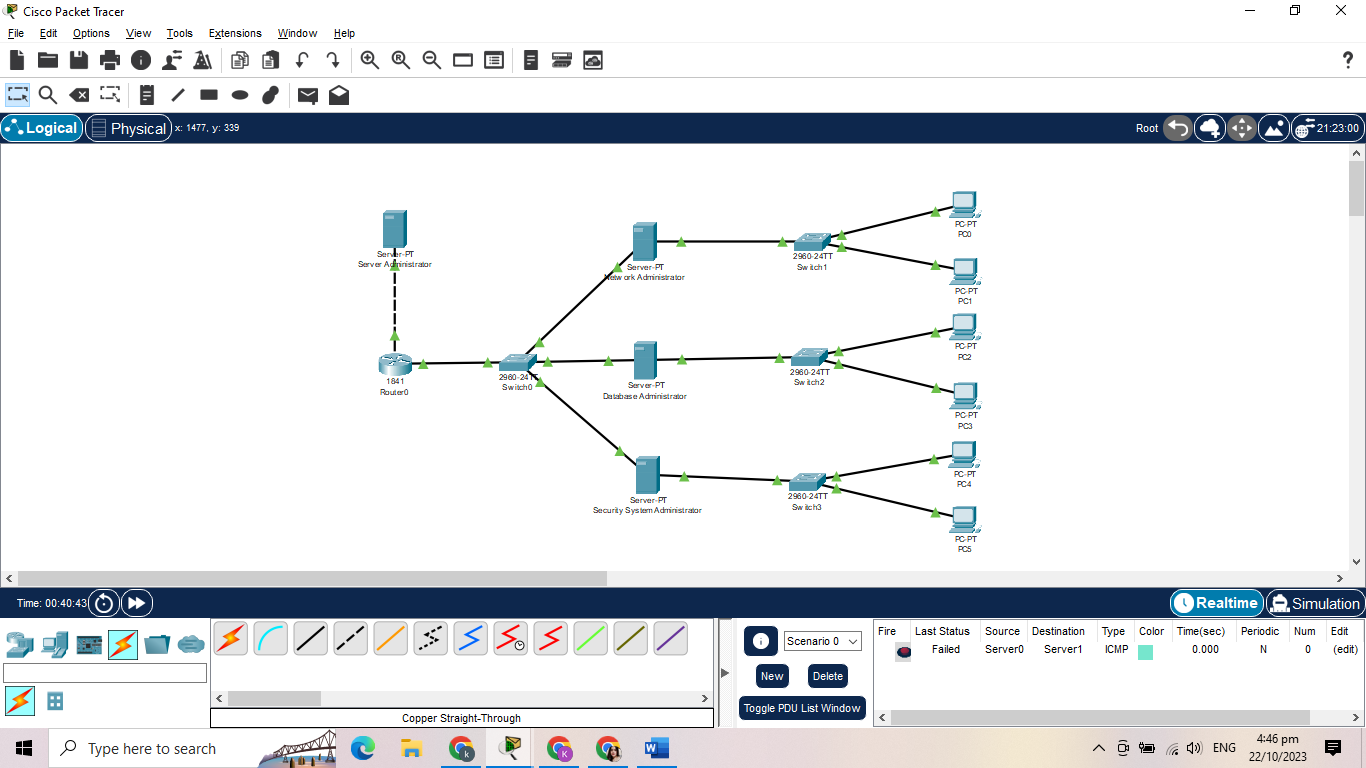 Cisco Packet Tracer
File Edit Options View Tools Extensions Window Help
Logical Physical x: 1477, y: 339 Root 21:23:00
Server-PT
Server Administrator
1841
Router0
2960-24TT
Switch0
Server-PT
Network Administrator
Server-PT
Database Administrator
Server-PT
Security System Administrator
2960-24TT
Switch1
2960-24TT
Switch2
2960-24TT
Switch3
PC-PT
PC0
PC-PT
PC1
PC-PT
PC2
PC-PT
PC3
PC-PT
PC4
PC-PT
PC5
Time: 00:40:43 Realtime Simulation
Copper Straight-Through
Scenario 0
New Delete
Toggle PDU List Window
Fire Last Status Source Destination Type Color Time(sec) Periodic Num Edit
Failed Server0 Server1 ICMP 0.000 N 0 (edit)
Type here to search
ENG
4:46 pm
22/10/2023